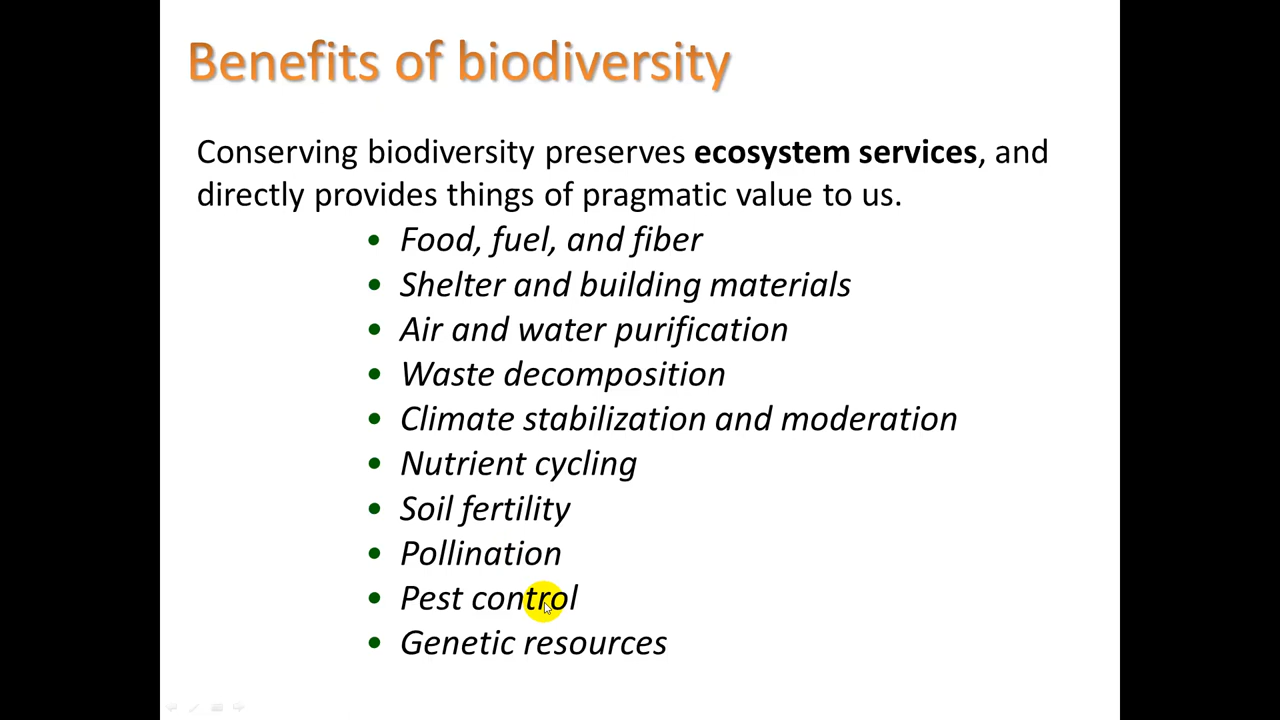 Benefits of biodiversity
Conserving biodiversity preserves ecosystem services, and
directly provides things of pragmatic value to us.
• Food, fuel, and fiber
• Shelter and building materials
• Air and water purification
• Waste decomposition
• Climate stabilization and moderation
• Nutrient cycling
• Soil fertility
• Pollination
• Pest control
• Genetic resources